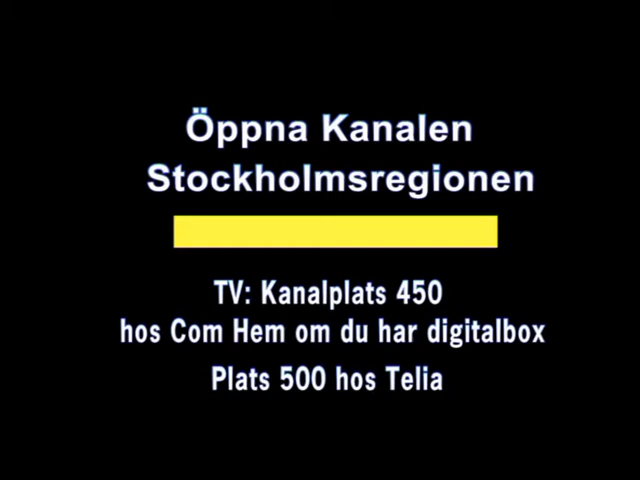 Öppna Kanalen
Stockholmsregionen
TV: Kanalplats 450
hos Com Hem om du har digitalbox
Plats 500 hos Telia